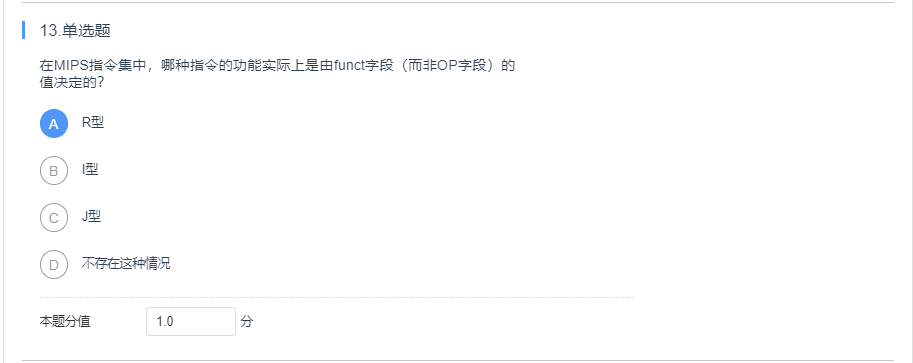 13.单选题
在MIPS指令集中，哪种指令的功能实际上是由funct字段（而非OP字段）的
值决定的？
A R型
B I型
C J型
D 不存在这种情况
本题分值 1.0 分